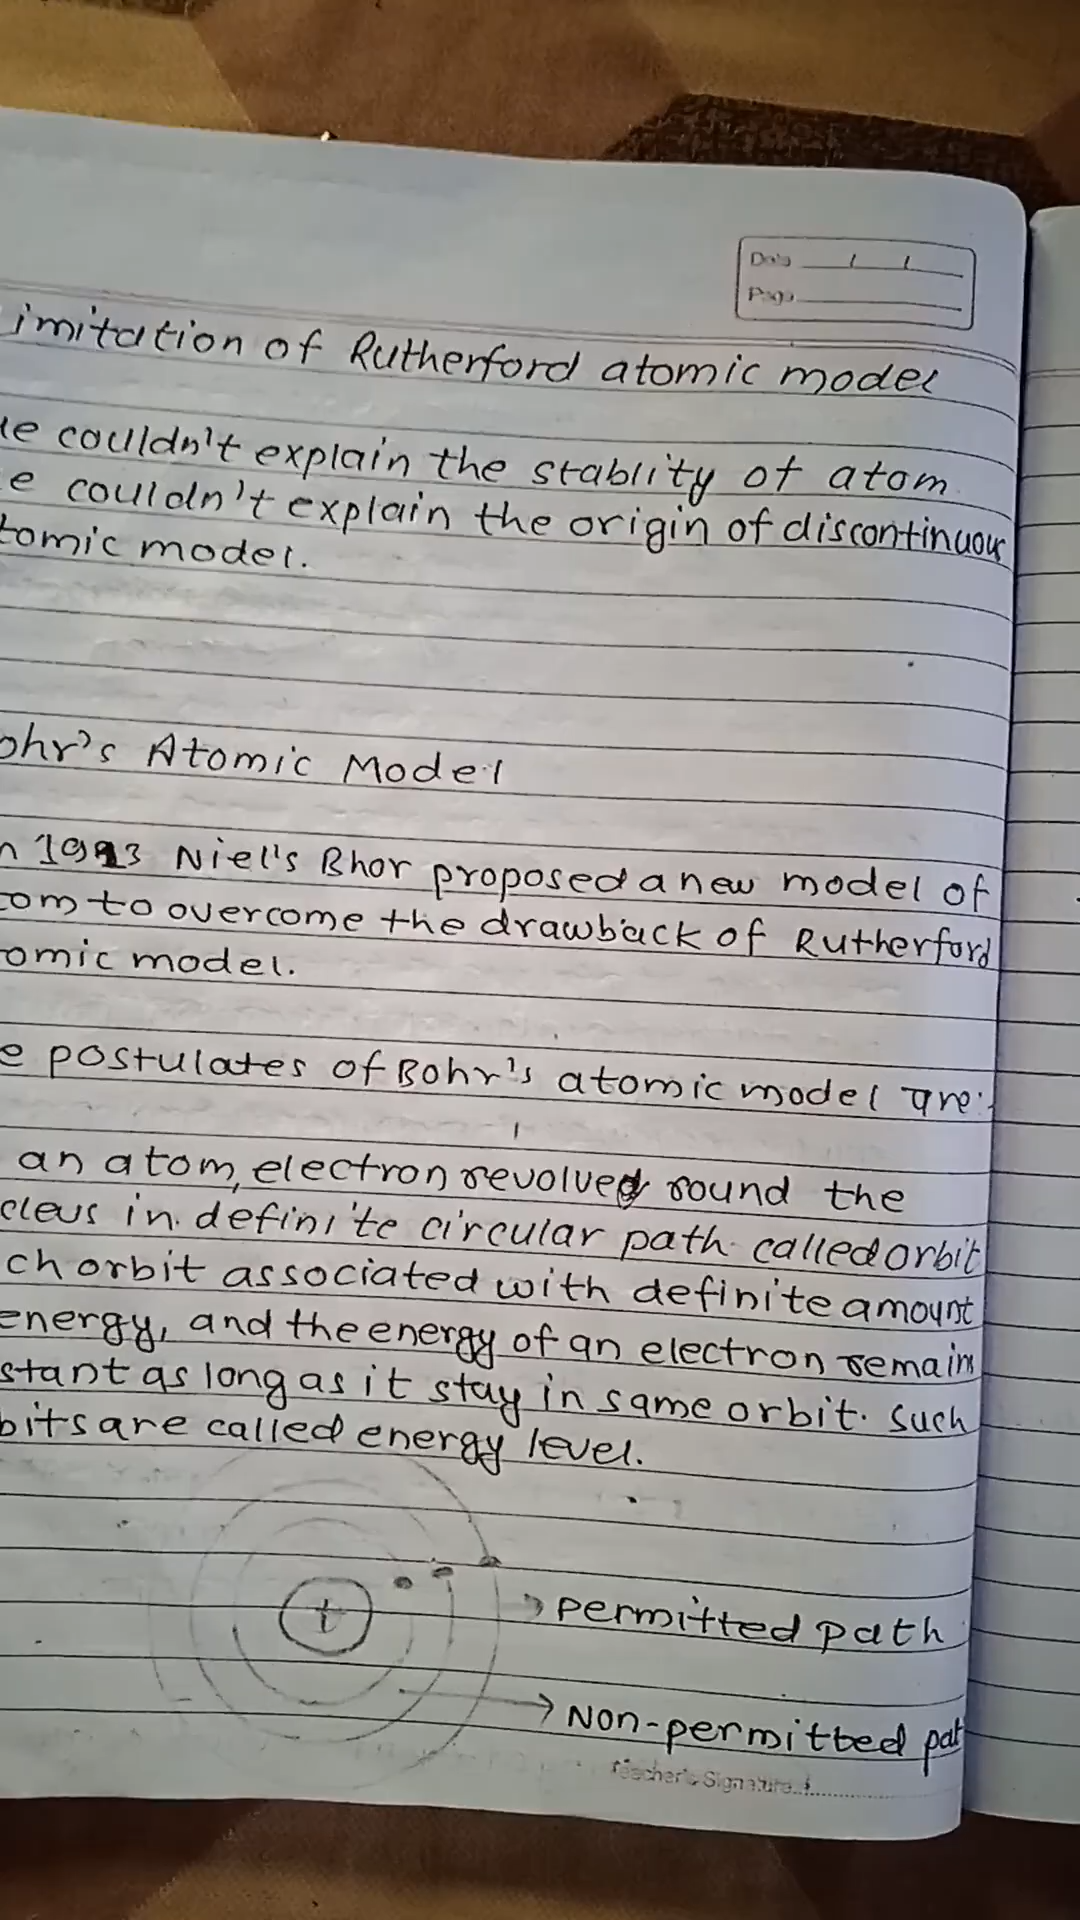 Date
Page
imitation of Rutherford atomic model
e couldn't explain the stablity of atom
e couldn't explain the origin of discontinuous
tomic model.
ohr's Atomic Model
n 1913 Niel's Bhor proposed a new model of
tom to overcome the drawback of Rutherford
omic model.
e postulates of Bohr's atomic model are:
an atom, electron revolved round the
cleus in definite circular path called orbit
ch orbit associated with definite amount
energy, and the energy of an electron remains
stant as long as it stay in same orbit. Such
bits are called energy level.
+
permitted path
Non-permitted pat
Teacher's Signature